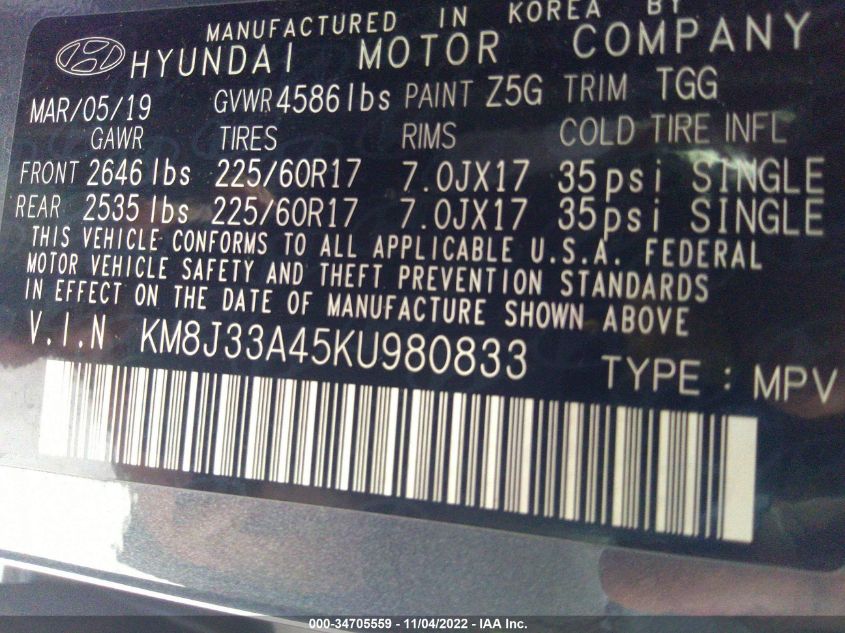 MANUFACTURED IN KOREA BY
HYUNDAI MOTOR COMPANY
MAR/05/19 GVWR 4586 lbs PAINT Z5G TRIM TGG
GAWR TIRES RIMS COLD TIRE INFL
FRONT 2646 lbs 225/60R17 7.0JX17 35psi SINGLE
REAR 2535 lbs 225/60R17 7.0JX17 35psi SINGLE
THIS VEHICLE CONFORMS TO ALL APPLICABLE U.S.A. FEDERAL
MOTOR VEHICLE SAFETY AND THEFT PREVENTION STANDARDS
IN EFFECT ON THE DATE OF MANUFACTURE SHOWN ABOVE
V.I.N KM8J33A45KU980833 TYPE : MPV
000-34705559 - 11/04/2022 - IAA Inc.